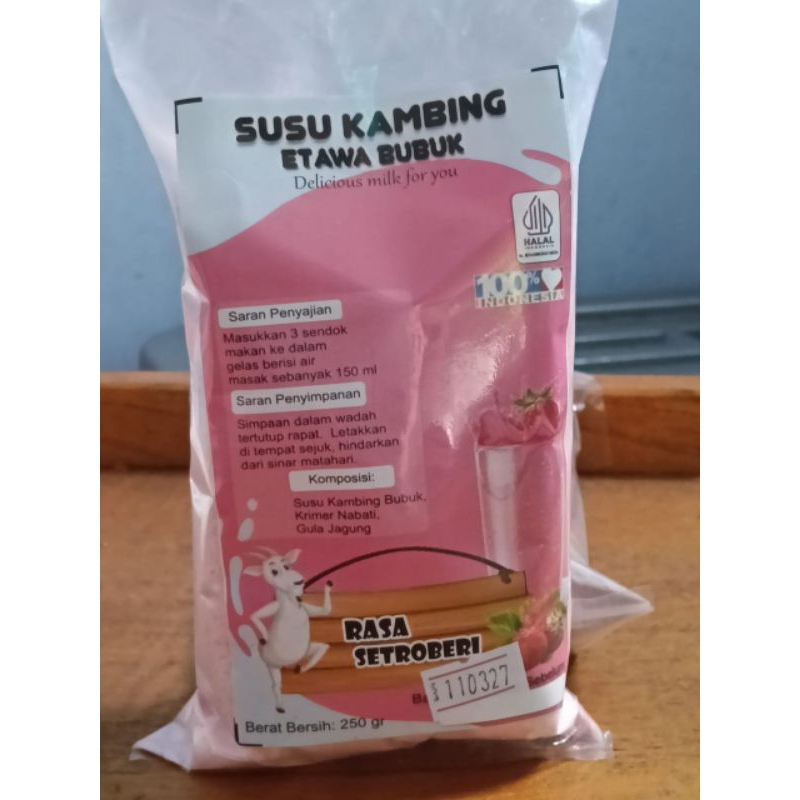 SUSU KAMBING
ETAWA BUBUK
Delicious milk for you
HALAL
INDONESIA
100%
INDONESIA
Saran Penyajian
Masukkan 3 sendok
makan ke dalam
gelas berisi air
masak sebanyak 150 ml
Saran Penyimpanan
Simpaan dalam wadah
tertutup rapat. Letakkan
di tempat sejuk, hindarkan
dari sinar matahari.
Komposisi:
Susu Kambing Bubuk,
Krimer Nabati,
Gula Jagung
RASA
SETROBERI
110327
Berat Bersih: 250 gr